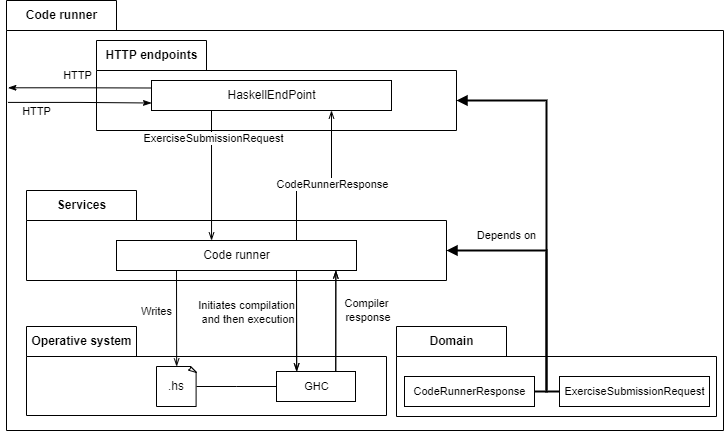 Code runner
HTTP endpoints
HTTP
HaskellEndPoint
HTTP
ExerciseSubmissionRequest
CodeRunnerResponse
Services
Depends on
Code runner
Writes
Initiates compilation
and then execution
Compiler
response
Operative system
Domain
.hs
GHC
CodeRunnerResponse
ExerciseSubmissionRequest